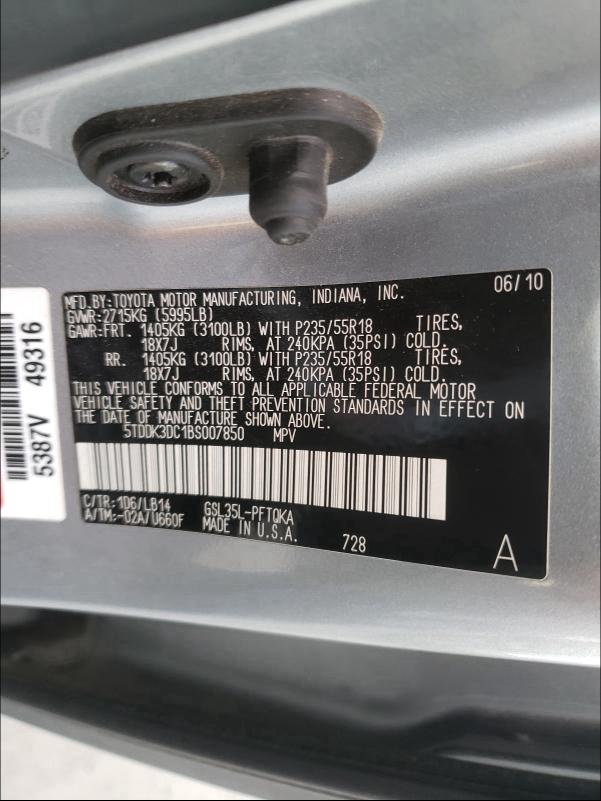 MFD.BY:TOYOTA MOTOR MANUFACTURING, INDIANA, INC. 06/10
GVWR:2715KG (5995LB)
GAWR:FRT. 1405KG (3100LB) WITH P235/55R18 TIRES,
18X7J RIMS, AT 240KPA (35PSI) COLD.
RR. 1405KG (3100LB) WITH P235/55R18 TIRES,
18X7J RIMS, AT 240KPA (35PSI) COLD.
THIS VEHICLE CONFORMS TO ALL APPLICABLE FEDERAL MOTOR
VEHICLE SAFETY AND THEFT PREVENTION STANDARDS IN EFFECT ON
THE DATE OF MANUFACTURE SHOWN ABOVE.
5TDDK3DC1BS007850 MPV
C/TR:1D6/LB14 GSL35L-PFTQKA
A/TM:-02A/U660F MADE IN U.S.A.
728
A
5387V 49316